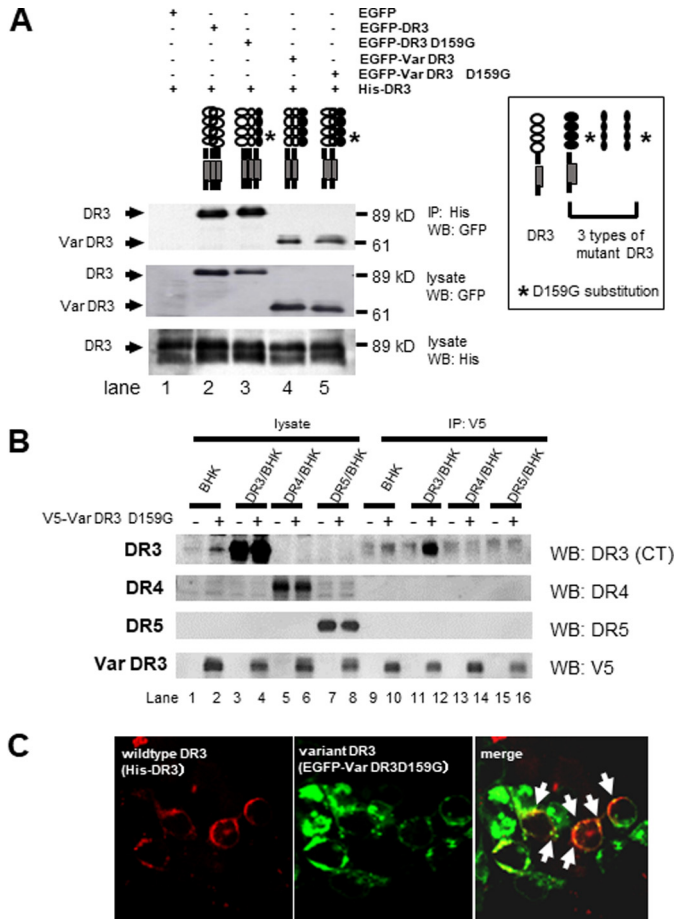 A
+ - - - - EGFP
- + - - - EGFP-DR3
- - + - - EGFP-DR3 D159G
- - - + - EGFP-Var DR3
- - - - + EGFP-Var DR3 D159G
+ + + + + His-DR3
* *
DR3 89 kD IP: His
Var DR3 61 WB: GFP
DR3 89 kD lysate
Var DR3 61 WB: GFP
DR3 89 kD lysate
WB: His
lane 1 2 3 4 5
* *
DR3 3 types of
mutant DR3
* D159G substitution
B
lysate IP: V5
BHK DR3/BHK DR4/BHK DR5/BHK BHK DR3/BHK DR4/BHK DR5/BHK
V5-Var DR3 D159G - + - + - + - + - + - + - + - +
DR3 WB: DR3 (CT)
DR4 WB: DR4
DR5 WB: DR5
Var DR3 WB: V5
Lane 1 2 3 4 5 6 7 8 9 10 11 12 13 14 15 16
C
wildtype DR3 variant DR3 merge
(His-DR3) (EGFP-Var DR3D159G)